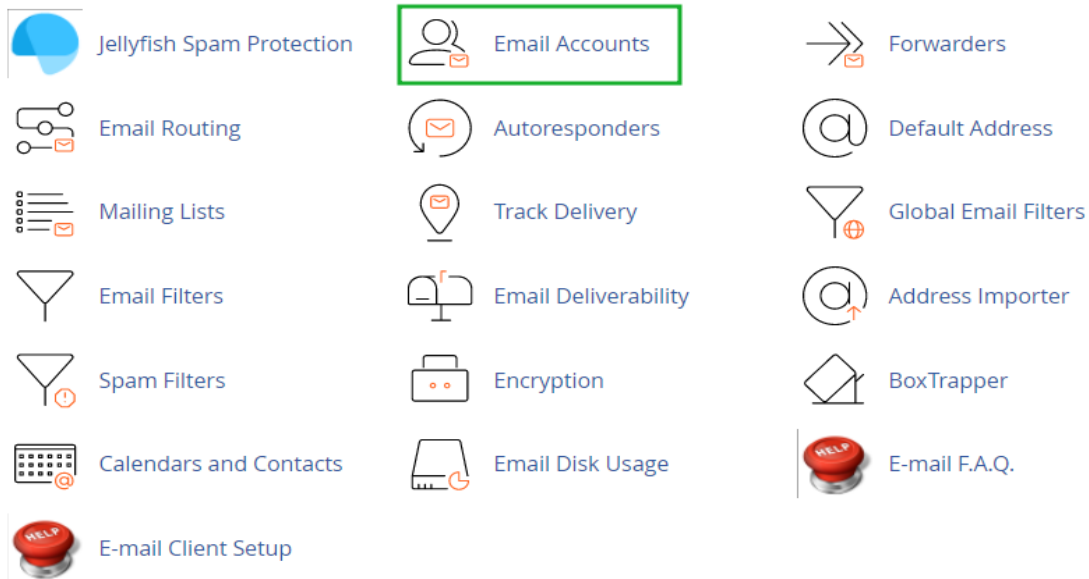 Jellyfish Spam Protection
Email Accounts
Forwarders
Email Routing
Autoresponders
Default Address
Mailing Lists
Track Delivery
Global Email Filters
Email Filters
Email Deliverability
Address Importer
Spam Filters
Encryption
BoxTrapper
Calendars and Contacts
Email Disk Usage
HELP
E-mail F.A.Q.
HELP
E-mail Client Setup